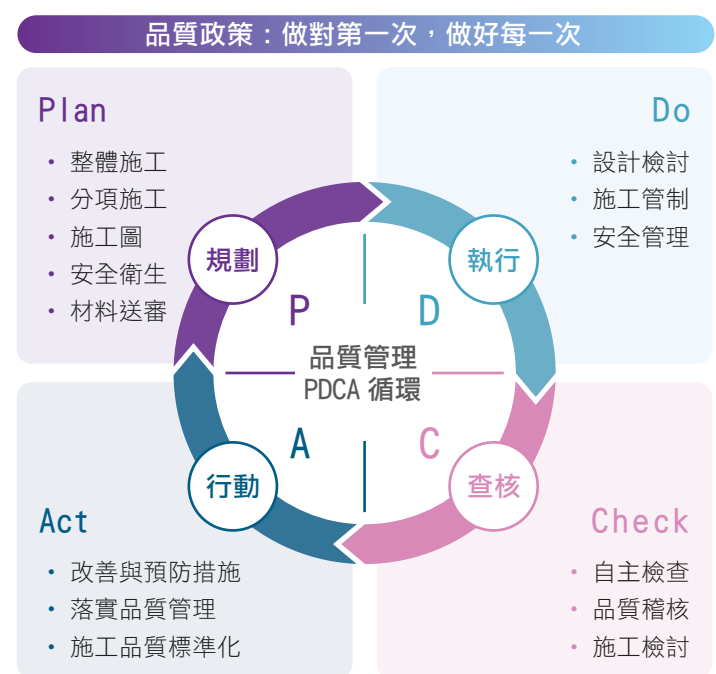 品質政策：做對第一次，做好每一次
Plan
• 整體施工
• 分項施工
• 施工圖
• 安全衛生
• 材料送審
Do
• 設計檢討
• 施工管制
• 安全管理
規劃
執行
P
D
品質管理
PDCA 循環
A
C
行動
查核
Act
• 改善與預防措施
• 落實品質管理
• 施工品質標準化
Check
• 自主檢查
• 品質稽核
• 施工檢討